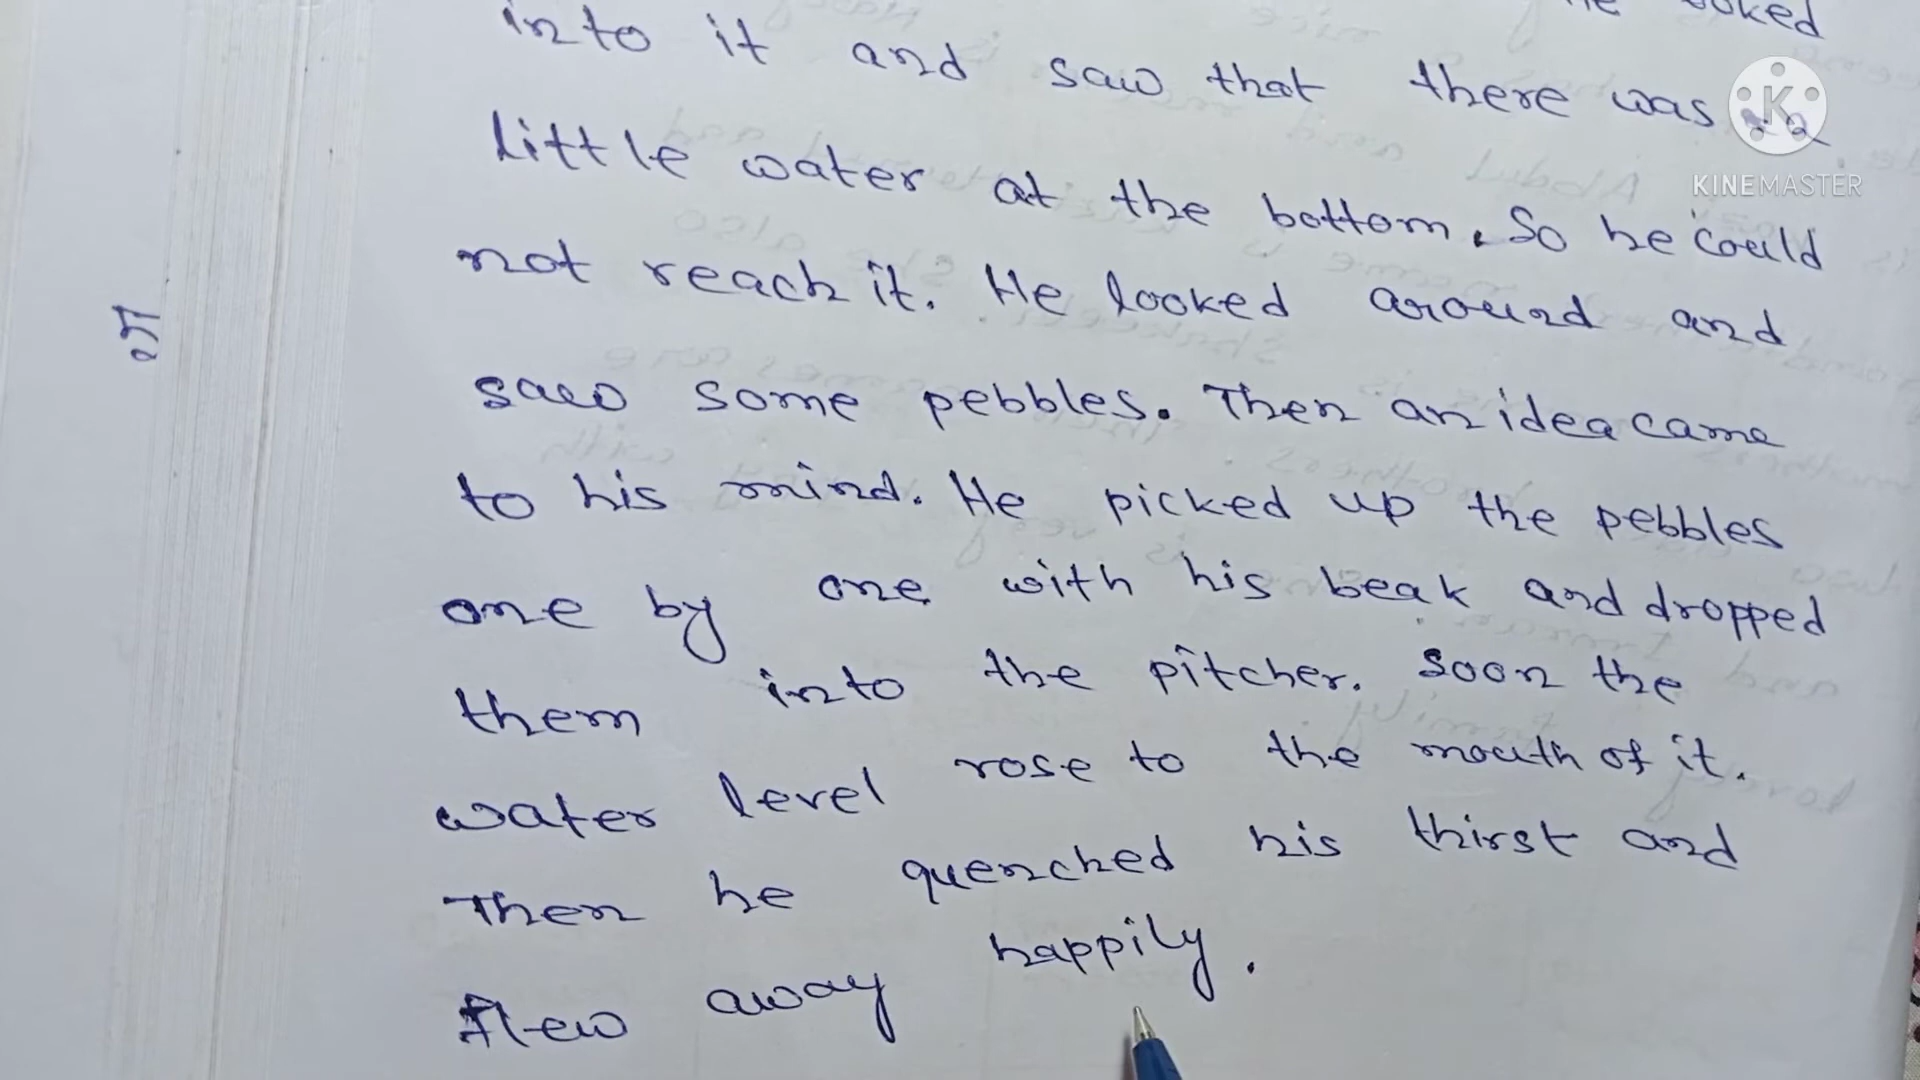 looked
into it and saw that there was a
little water at the bottom. So he could
not reach it. He looked around and
saw some pebbles. Then an idea came
to his mind. He picked up the pebbles
one by one with his beak and dropped
them into the pitcher. Soon the
water level rose to the mouth of it.
Then he quenched his thirst and
flew away happily.
KINEMASTER